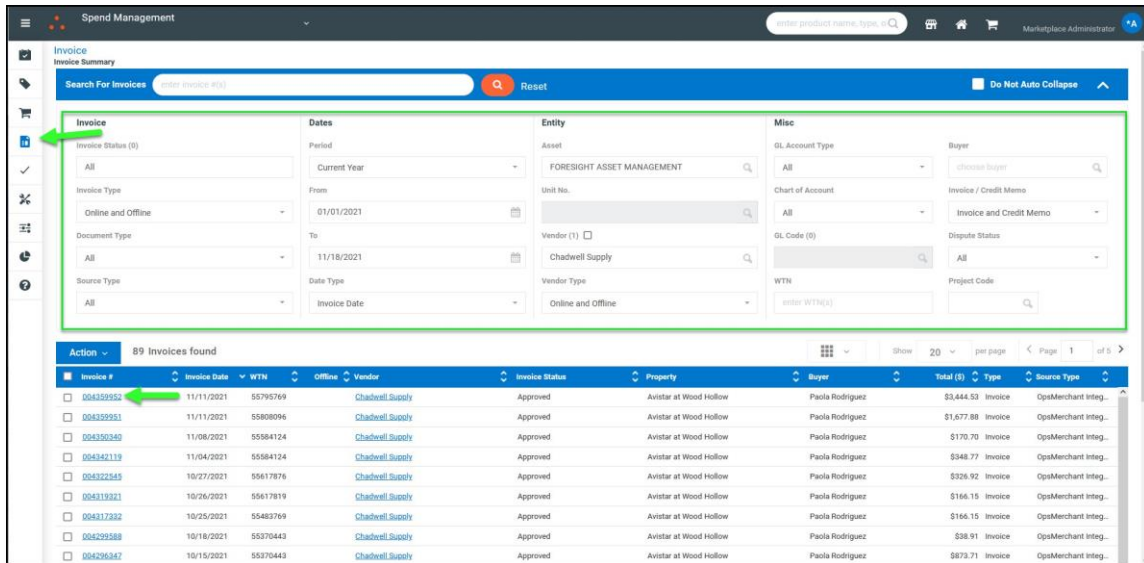 Spend Management
enter product name, type, o
Marketplace Administrator
*A
Invoice
Invoice Summary
Search For Invoices
enter invoice #(s)
Reset
Do Not Auto Collapse
Invoice
Dates
Entity
Misc
Invoice Status (0)
Period
Asset
GL Account Type
Buyer
All
Current Year
FORESIGHT ASSET MANAGEMENT
All
choose buyer
Invoice Type
From
Unit No.
Chart of Account
Invoice / Credit Memo
Online and Offline
01/01/2021
All
Invoice and Credit Memo
Document Type
To
Vendor (1)
GL Code (0)
Dispute Status
All
11/18/2021
Chadwell Supply
All
Source Type
Date Type
Vendor Type
WTN
Project Code
All
Invoice Date
Online and Offline
enter WTN(s)
Action
89 Invoices found
Show 20 per page
Page 1 of 5
Invoice # Invoice Date WTN Offline Vendor Invoice Status Property Buyer Total ($) Type Source Type
004359952 11/11/2021 55795769 Chadwell Supply Approved Avistar at Wood Hollow Paola Rodriguez $3,444.53 Invoice OpsMerchant Integ...
004359951 11/11/2021 55808096 Chadwell Supply Approved Avistar at Wood Hollow Paola Rodriguez $1,677.88 Invoice OpsMerchant Integ...
004350340 11/08/2021 55584124 Chadwell Supply Approved Avistar at Wood Hollow Paola Rodriguez $170.70 Invoice OpsMerchant Integ...
004342119 11/04/2021 55584124 Chadwell Supply Approved Avistar at Wood Hollow Paola Rodriguez $348.77 Invoice OpsMerchant Integ...
004322545 10/27/2021 55617876 Chadwell Supply Approved Avistar at Wood Hollow Paola Rodriguez $326.92 Invoice OpsMerchant Integ...
004319321 10/26/2021 55617819 Chadwell Supply Approved Avistar at Wood Hollow Paola Rodriguez $166.15 Invoice OpsMerchant Integ...
004317332 10/25/2021 55483769 Chadwell Supply Approved Avistar at Wood Hollow Paola Rodriguez $166.15 Invoice OpsMerchant Integ...
004299588 10/18/2021 55370443 Chadwell Supply Approved Avistar at Wood Hollow Paola Rodriguez $38.91 Invoice OpsMerchant Integ...
004296347 10/15/2021 55370443 Chadwell Supply Approved Avistar at Wood Hollow Paola Rodriguez $873.71 Invoice OpsMerchant Integ...